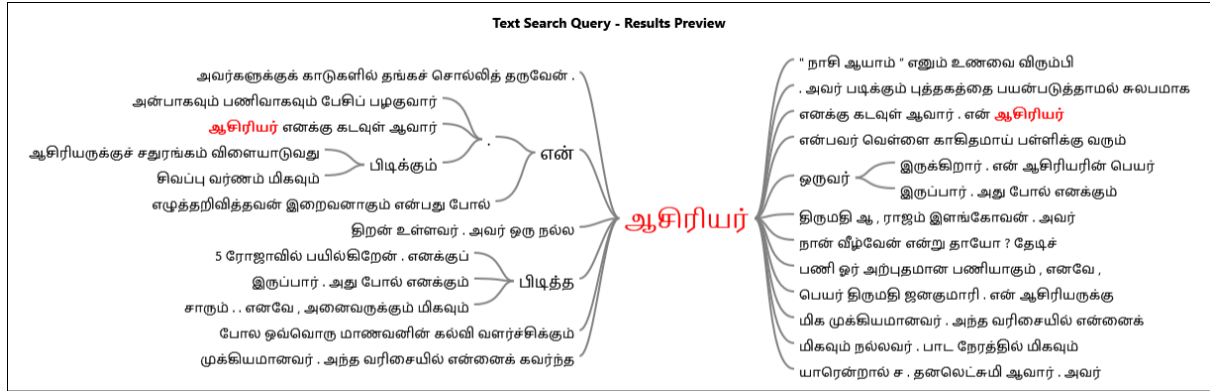 Text Search Query - Results Preview
அவர்களுக்குக் காடுகளில் தங்கச் சொல்லித் தருவேன் .
அன்பாகவும் பணிவாகவும் பேசிப் பழகுவார்
ஆசிரியர் எனக்கு கடவுள் ஆவார்
.
என்
ஆசிரியருக்குச் சதுரங்கம் விளையாடுவது
பிடிக்கும்
சிவப்பு வர்ணம் மிகவும்
எழுத்தறிவித்தவன் இறைவனாகும் என்பது போல்
திறன் உள்ளவர் . அவர் ஒரு நல்ல
5 ரோஜாவில் பயில்கிறேன் . எனக்குப்
இருப்பார் . அது போல் எனக்கும்
பிடித்த
சாரும் . . எனவே , அனைவருக்கும் மிகவும்
போல ஒவ்வொரு மாணவனின் கல்வி வளர்ச்சிக்கும்
முக்கியமானவர் . அந்த வரிசையில் என்னைக் கவர்ந்த
ஆசிரியர்
" நாசி ஆயாம் " எனும் உணவை விரும்பி
. அவர் படிக்கும் புத்தகத்தை பயன்படுத்தாமல் சுலபமாக
எனக்கு கடவுள் ஆவார் . என் ஆசிரியர்
என்பவர் வெள்ளை காகிதமாய் பள்ளிக்கு வரும்
ஒருவர்
இருக்கிறார் . என் ஆசிரியரின் பெயர்
இருப்பார் . அது போல் எனக்கும்
திருமதி ஆ , ராஜம் இளங்கோவன் . அவர்
நான் வீழ்வேன் என்று தாயோ ? தேடிச்
பணி ஓர் அற்புதமான பணியாகும் , எனவே ,
பெயர் திருமதி ஜனகுமாரி . என் ஆசிரியருக்கு
மிக முக்கியமானவர் . அந்த வரிசையில் என்னைக்
மிகவும் நல்லவர் . பாட நேரத்தில் மிகவும்
யாரென்றால் ச . தனலெட்சுமி ஆவார் . அவர்